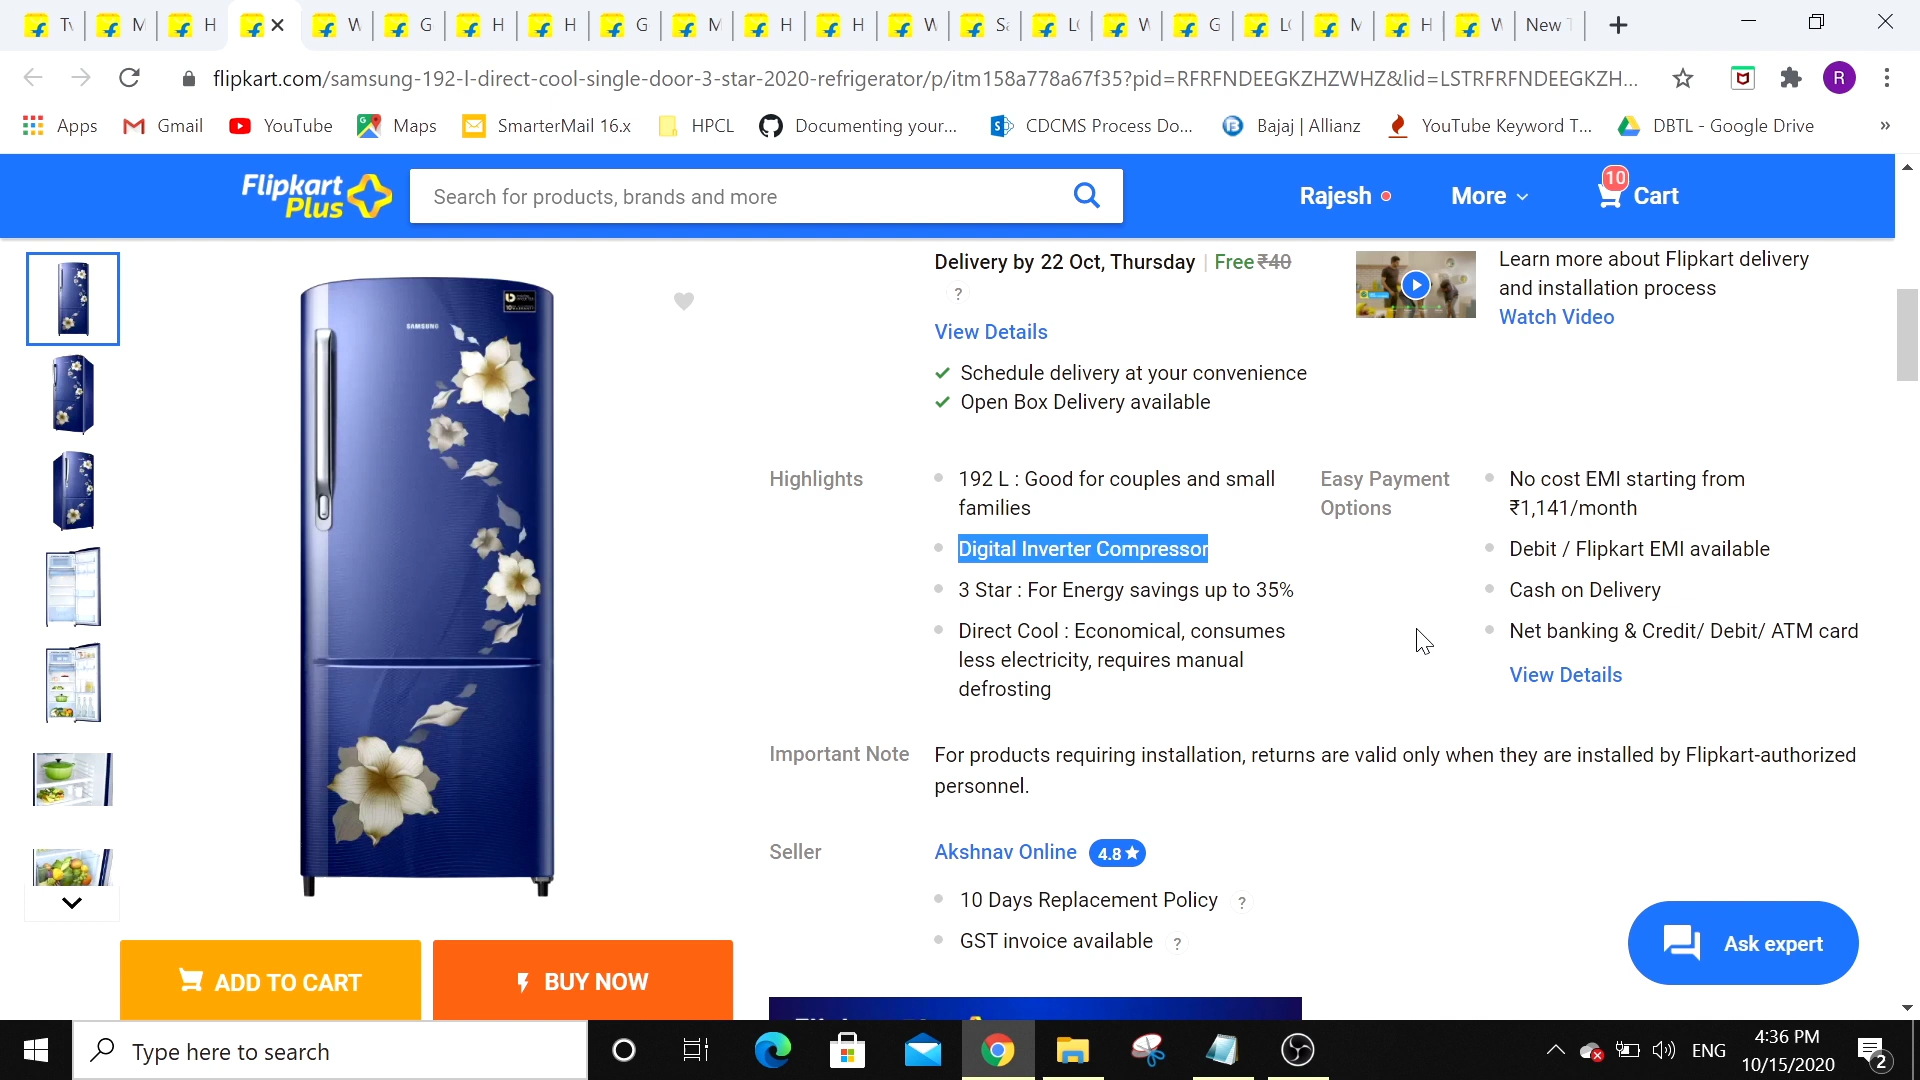 Tv
M
H
W
G
H
H
G
M
H
H
W
Sa
LG
W
G
LG
M
H
W
New T
flipkart.com/samsung-192-l-direct-cool-single-door-3-star-2020-refrigerator/p/itm158a778a67f35?pid=RFRFNDEEGKZHZWHZ&lid=LSTRFRFNDEEGKZH...
R
Apps
Gmail
YouTube
Maps
SmarterMail 16.x
HPCL
Documenting your...
CDCMS Process Do...
Bajaj | Allianz
YouTube Keyword T...
DBTL - Google Drive
»
Flipkart
Plus
Search for products, brands and more
Rajesh
More
10
Cart
SAMSUNG
Delivery by 22 Oct, Thursday | Free ₹40
?
View Details
Schedule delivery at your convenience
Open Box Delivery available
Learn more about Flipkart delivery
and installation process
Watch Video
Highlights
192 L : Good for couples and small
families
Digital Inverter Compressor
3 Star : For Energy savings up to 35%
Direct Cool : Economical, consumes
less electricity, requires manual
defrosting
Easy Payment
Options
No cost EMI starting from
₹1,141/month
Debit / Flipkart EMI available
Cash on Delivery
Net banking & Credit/ Debit/ ATM card
View Details
Important Note
For products requiring installation, returns are valid only when they are installed by Flipkart-authorized
personnel.
Seller
Akshnav Online 4.8
10 Days Replacement Policy ?
GST invoice available ?
Ask expert
ADD TO CART
BUY NOW
Type here to search
ENG
4:36 PM
10/15/2020
2